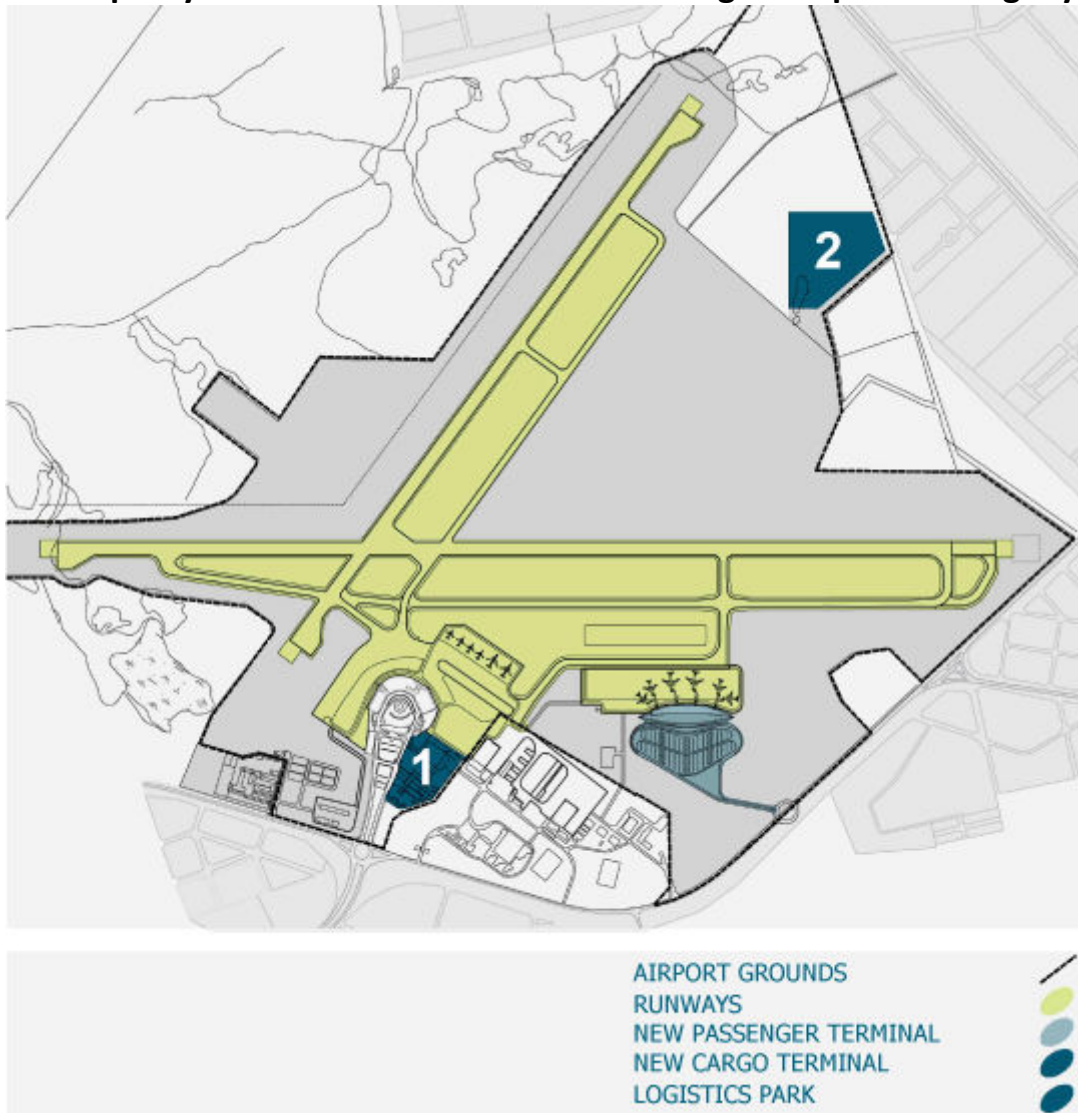 2
1
AIRPORT GROUNDS
RUNWAYS
NEW PASSENGER TERMINAL
NEW CARGO TERMINAL
LOGISTICS PARK